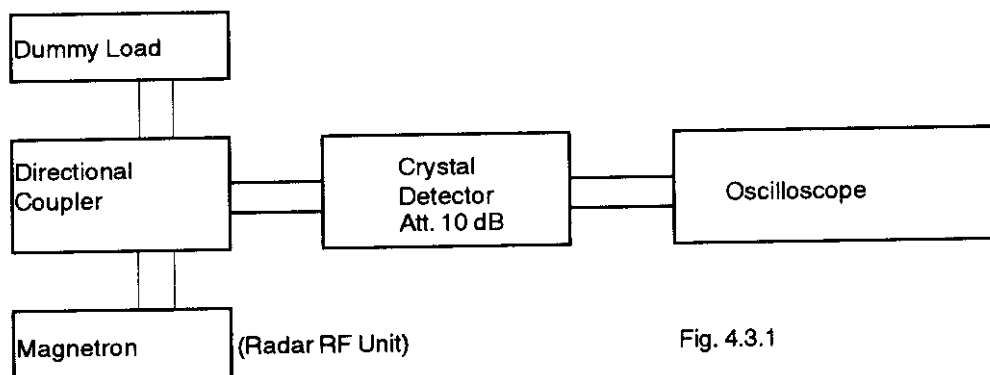 Dummy Load
Directional
Coupler
Crystal
Detector
Att. 10 dB
Oscilloscope
Magnetron
(Radar RF Unit)
Fig. 4.3.1